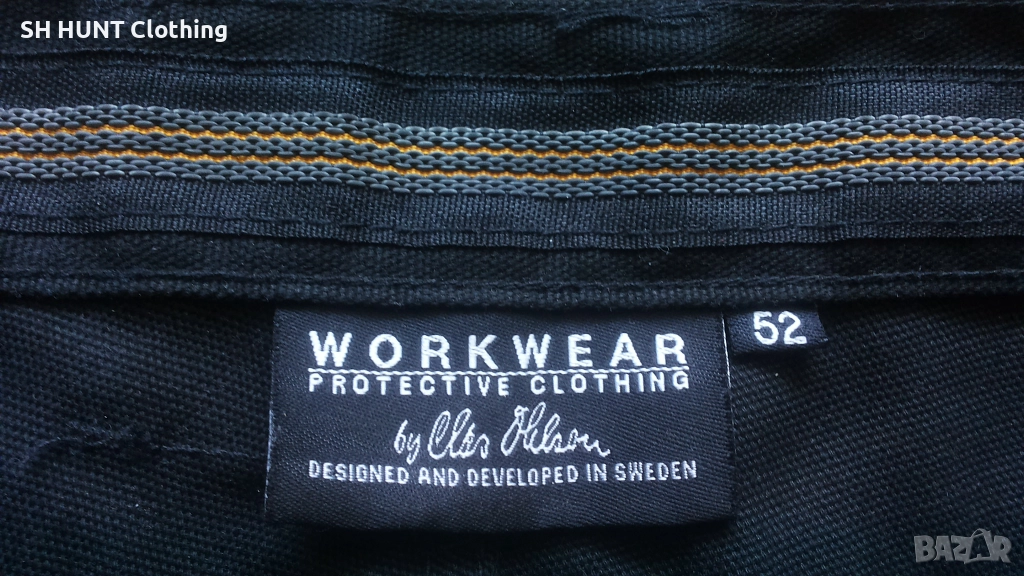 SH HUNT Clothing
WORKWEAR
52
PROTECTIVE CLOTHING
by Clas Ohlson
DESIGNED AND DEVELOPED IN SWEDEN
BAZAR